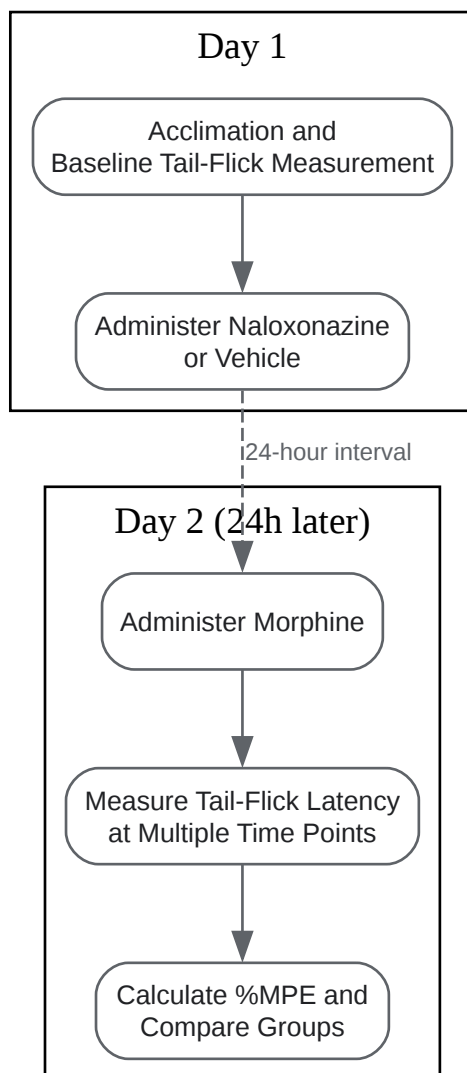 Day 1
Acclimation and
Baseline Tail-Flick Measurement
Administer Naloxonazine
or Vehicle
24-hour interval
Day 2 (24h later)
Administer Morphine
Measure Tail-Flick Latency
at Multiple Time Points
Calculate %MPE and
Compare Groups